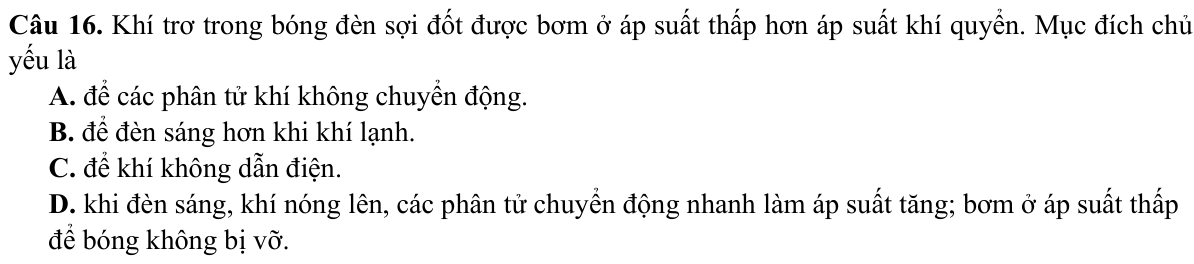 Câu 16. Khí trơ trong bóng đèn sợi đốt được bơm ở áp suất thấp hơn áp suất khí quyển. Mục đích chủ
yếu là
A. để các phân tử khí không chuyển động.
B. để đèn sáng hơn khi khí lạnh.
C. để khí không dẫn điện.
D. khi đèn sáng, khí nóng lên, các phân tử chuyển động nhanh làm áp suất tăng; bơm ở áp suất thấp
để bóng không bị vỡ.